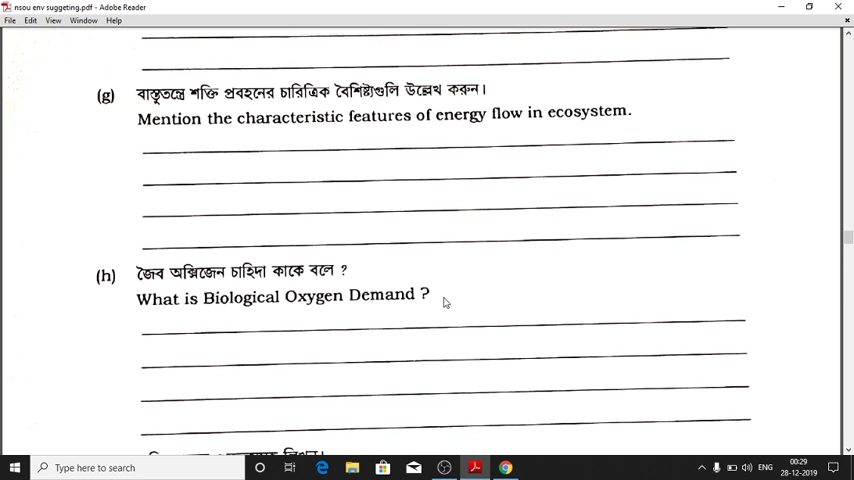 nsou env suggeting.pdf - Adobe Reader
File Edit View Window Help
(g) বাস্তুতন্ত্রে শক্তি প্রবহনের চারিত্রিক বৈশিষ্ট্যগুলি উল্লেখ করুন।
Mention the characteristic features of energy flow in ecosystem.
(h) জৈব অক্সিজেন চাহিদা কাকে বলে ?
What is Biological Oxygen Demand ?
Type here to search
ENG
00:29
28-12-2019